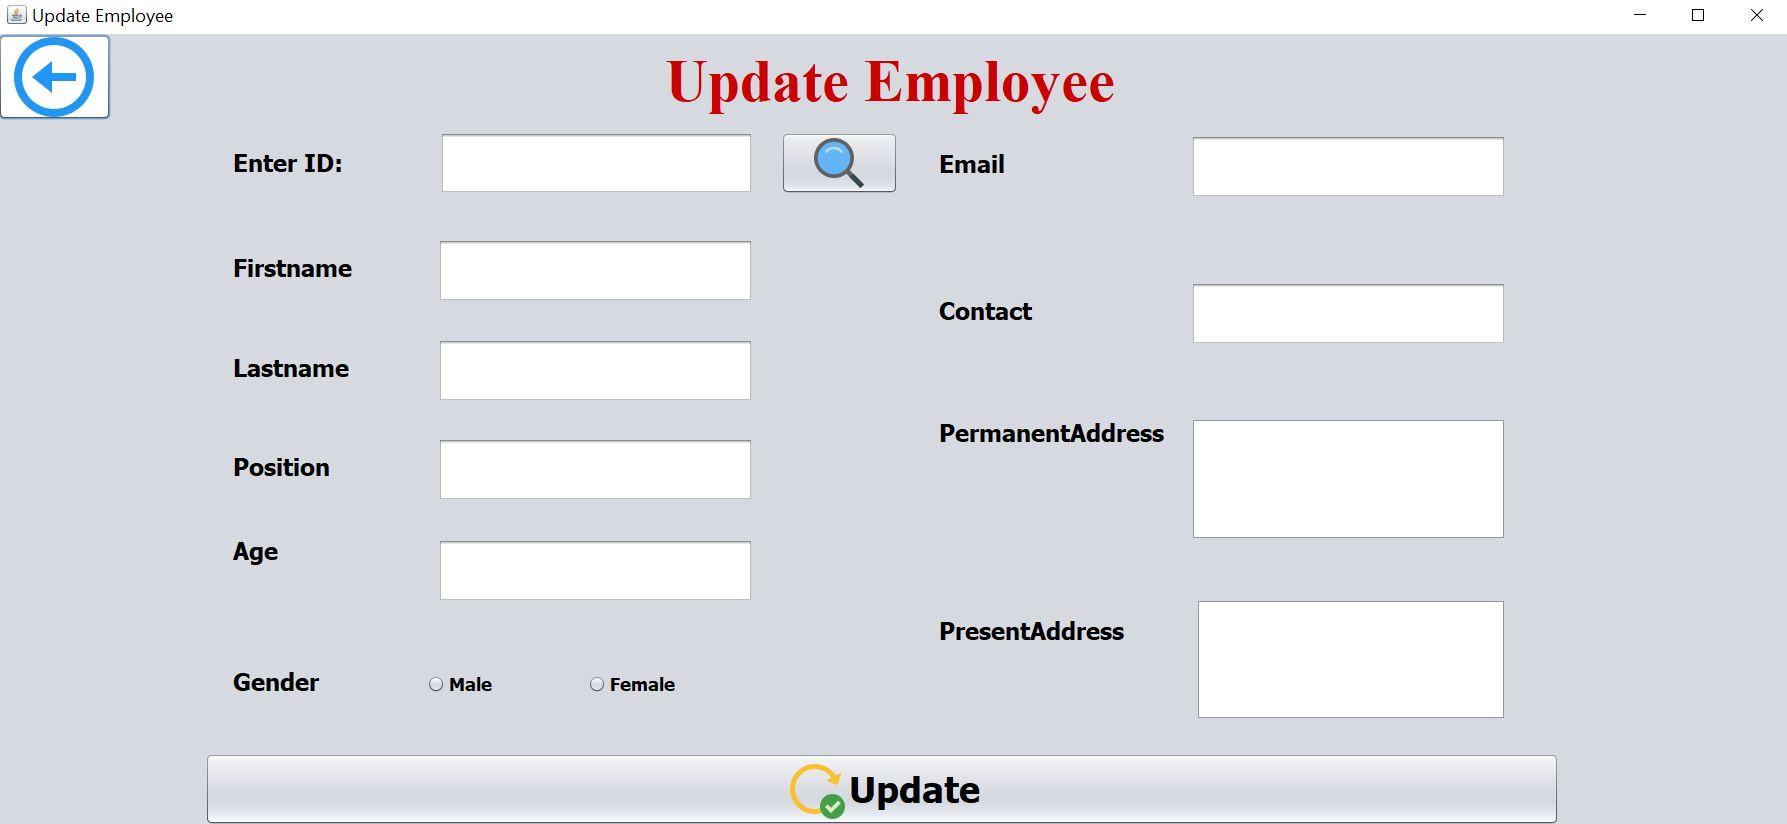 Update Employee
Update Employee
Enter ID:
Email
Firstname
Contact
Lastname
PermanentAddress
Position
Age
PresentAddress
Gender
Male
Female
Update